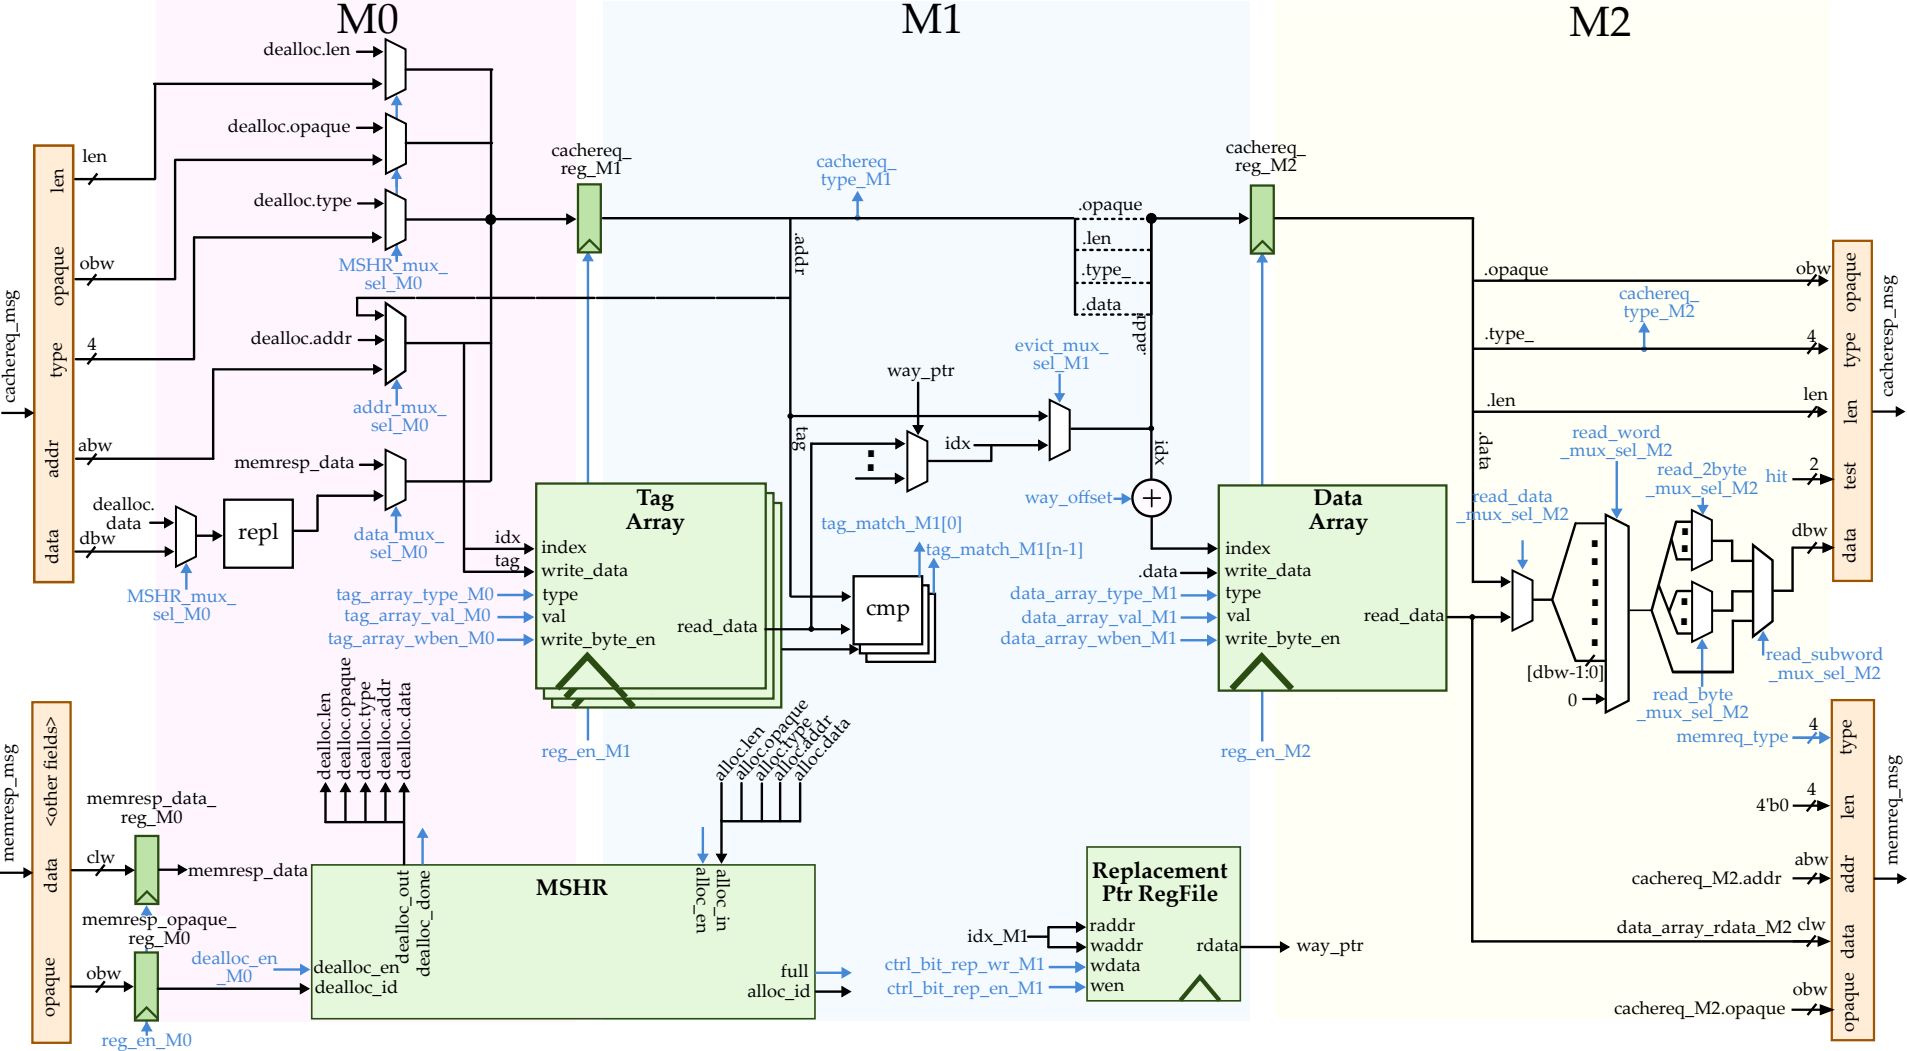 M0
M1
M2
dealloc.len
len
dealloc.opaque
dealloc.type
MSHR_mux_
sel_M0
dealloc.addr
addr_mux_
sel_M0
memresp_data
dealloc.
data
repl
data_mux_
sel_M0
MSHR_mux_
sel_M0
cachereq_msg
len
opaque
type
addr
data
obw
4
abw
dbw
cachereq_
reg_M1
cachereq_
type_M1
.addr
tag
Tag
Array
idx
index
tag
write_data
tag_array_type_M0
type
tag_array_val_M0
val
tag_array_wben_M0
write_byte_en
read_data
reg_en_M1
way_ptr
idx
evict_mux_
sel_M1
tag_match_M1[0]
tag_match_M1[n-1]
cmp
.opaque
.len
.type_
.data
.addr
idx
way_offset
+
cachereq_
reg_M2
Data
Array
index
.data
write_data
data_array_type_M1
type
data_array_val_M1
val
data_array_wben_M1
write_byte_en
read_data
reg_en_M2
.opaque
obw
cachereq_
type_M2
.type_
4
.len
len
.data
read_word
_mux_sel_M2
read_2byte
_mux_sel_M2
hit
2
read_data
_mux_sel_M2
dbw
[dbw-1:0]
0
read_byte
_mux_sel_M2
read_subword
_mux_sel_M2
opaque
type
len
test
data
cacheresp_msg
memresp_msg
<other fields>
data
opaque
clw
obw
memresp_data_
reg_M0
memresp_data
memresp_opaque_
reg_M0
reg_en_M0
dealloc_en
_M0
dealloc.len
dealloc.opaque
dealloc.type
dealloc.addr
dealloc.data
MSHR
dealloc_out
dealloc_done
dealloc_en
dealloc_id
alloc.len
alloc.opaque
alloc.type
alloc.addr
alloc.data
alloc_en
alloc_in
full
alloc_id
Replacement
Ptr RegFile
idx_M1
raddr
waddr
ctrl_bit_rep_wr_M1
wdata
ctrl_bit_rep_en_M1
wen
rdata
way_ptr
memreq_type
4
type
4'b0
4
len
cachereq_M2.addr
abw
addr
data_array_rdata_M2
clw
data
cachereq_M2.opaque
obw
opaque
memreq_msg